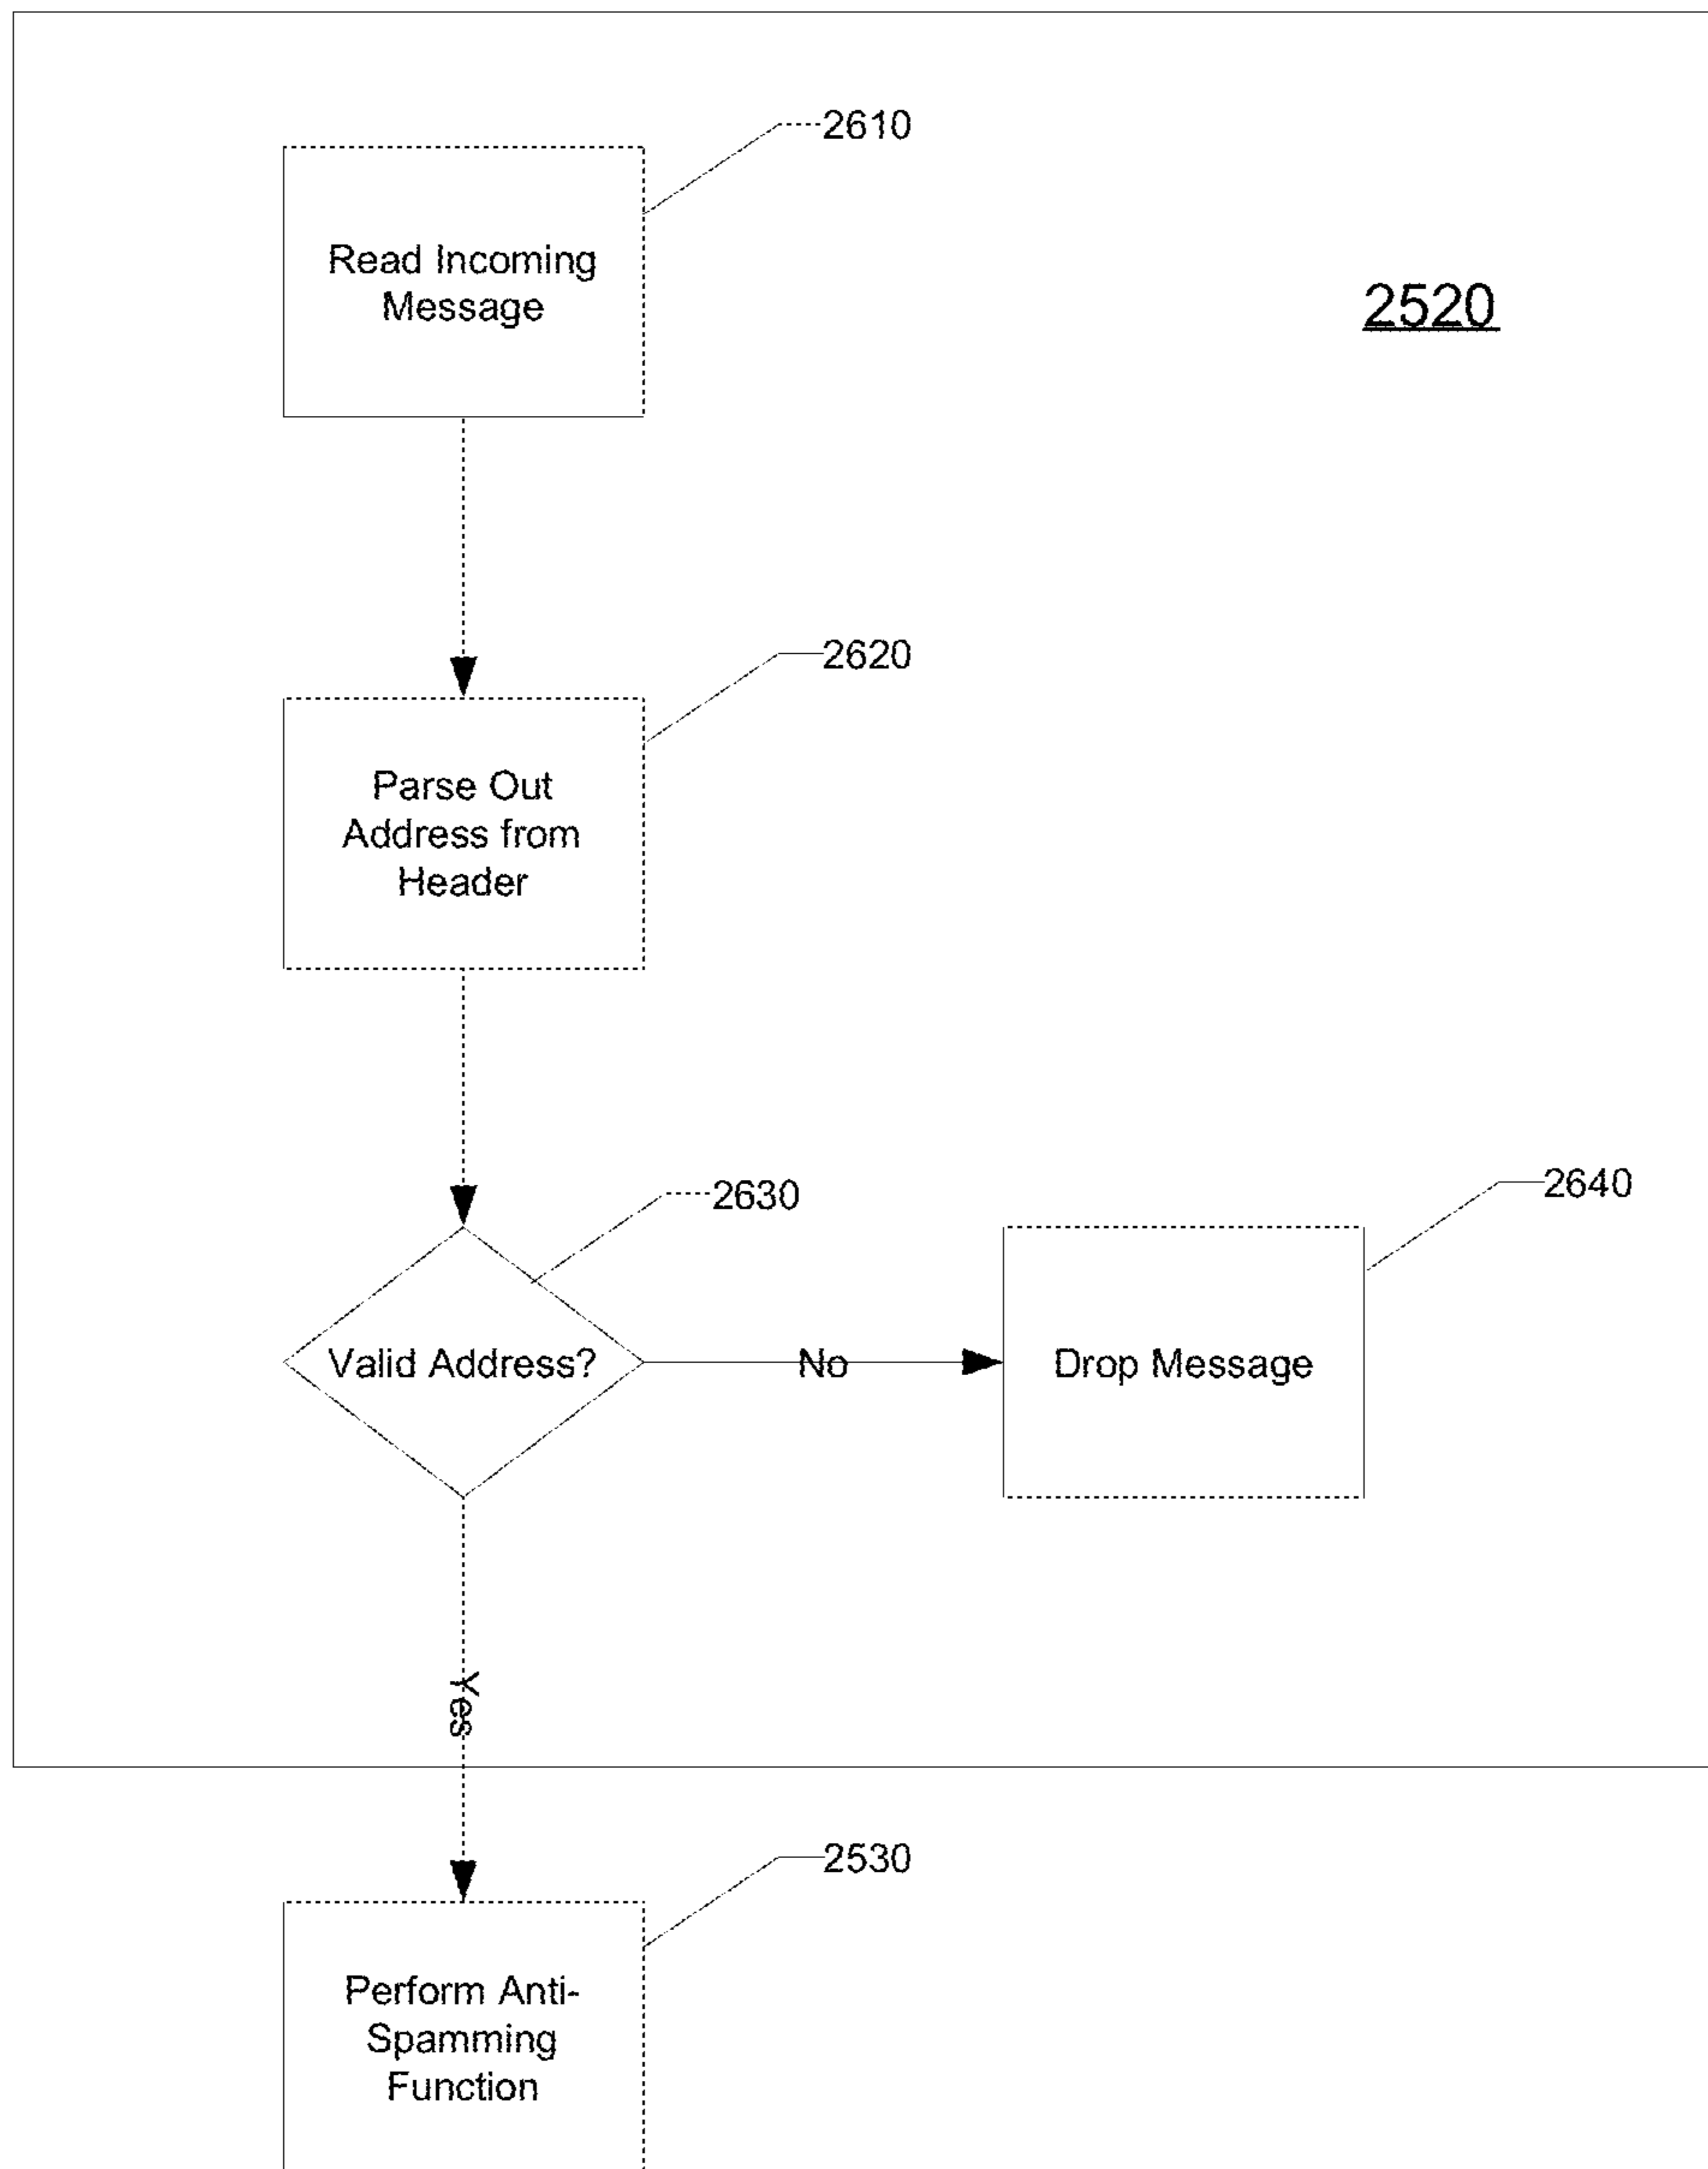 2610
Read Incoming
Message
2520
2620
Parse Out
Address from
Header
2630
2640
Valid Address?
No
Drop Message
Yes
2530
Perform Anti-
Spamming
Function